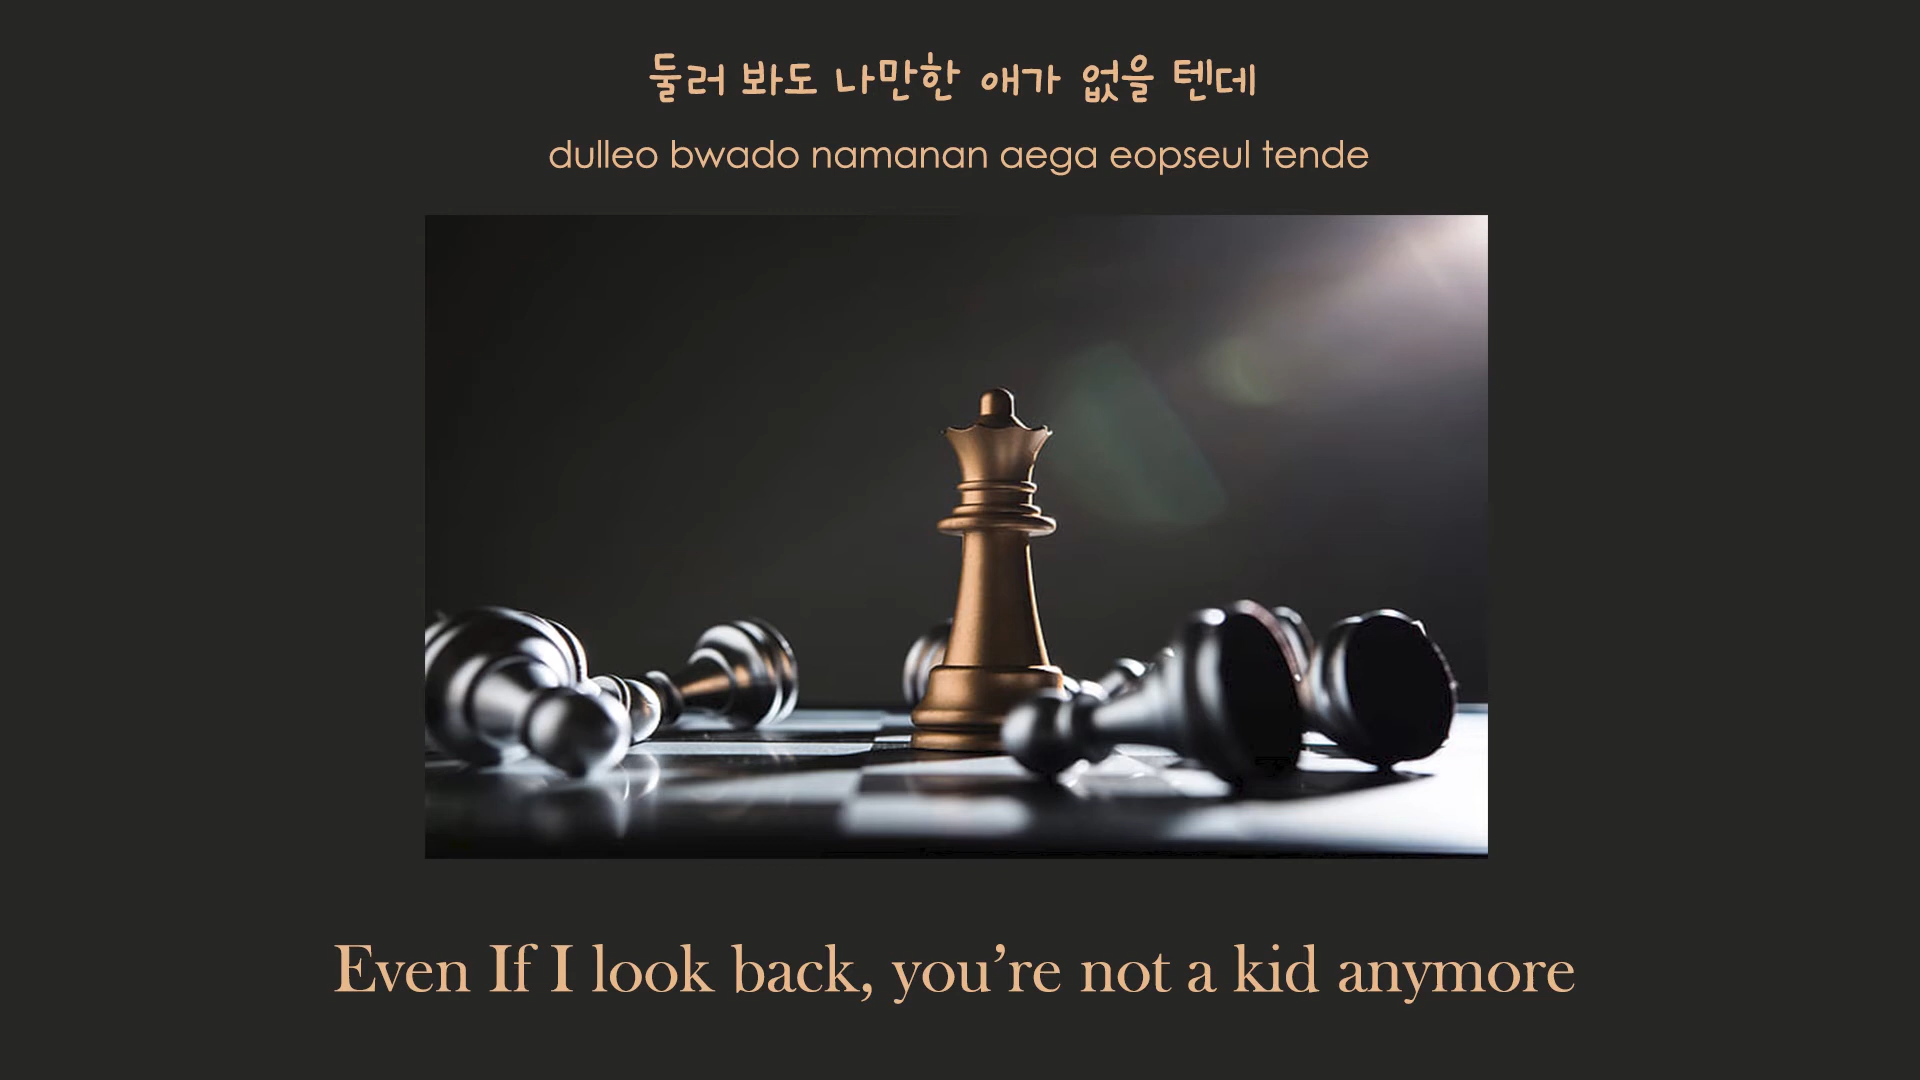 둘러 봐도 나만한 애가 없을 텐데
dulleo bwado namanan aega eopseul tende
Even If I look back, you’re not a kid anymore